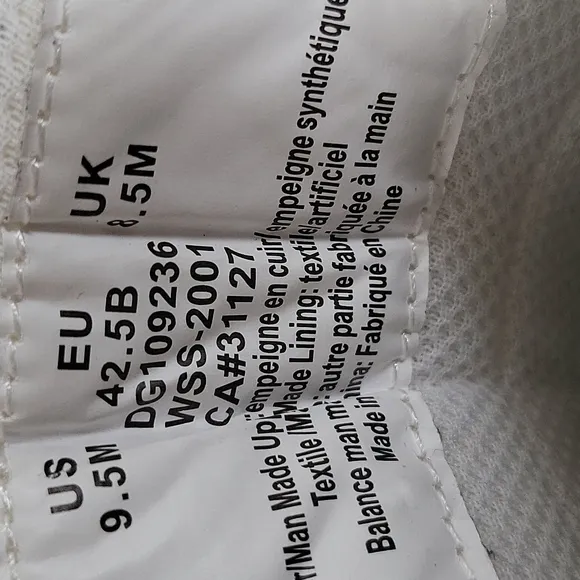 US EU UK
9.5M 42.5B 8.5M
DG109236
WSS-2001
CA#31127
/Man Made Up empeigne en cuir/empeigne synthétique
Textile Made Lining: textile/artificiel
Balance man autre partie fabriquée à la main
Made in Fabriqué en Chine